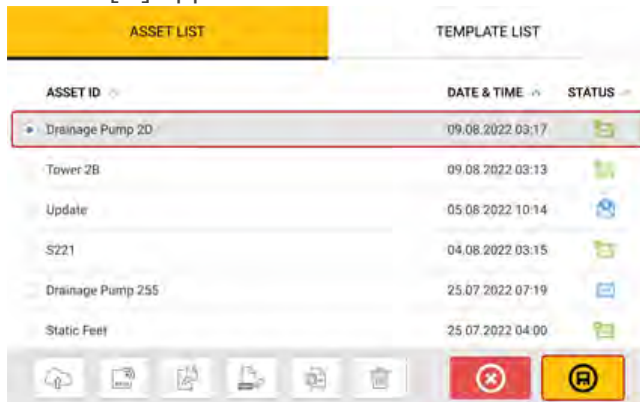 ASSET LIST TEMPLATE LIST
ASSET ID DATE & TIME STATUS
Drainage Pump 2D 09.08.2022 03:17
Tower 2B 09.08.2022 03:13
Update 05.08.2022 10:14
S221 04.08.2022 03:15
Drainage Pump 255 25.07.2022 07:19
Static Feet 25.07.2022 04:00